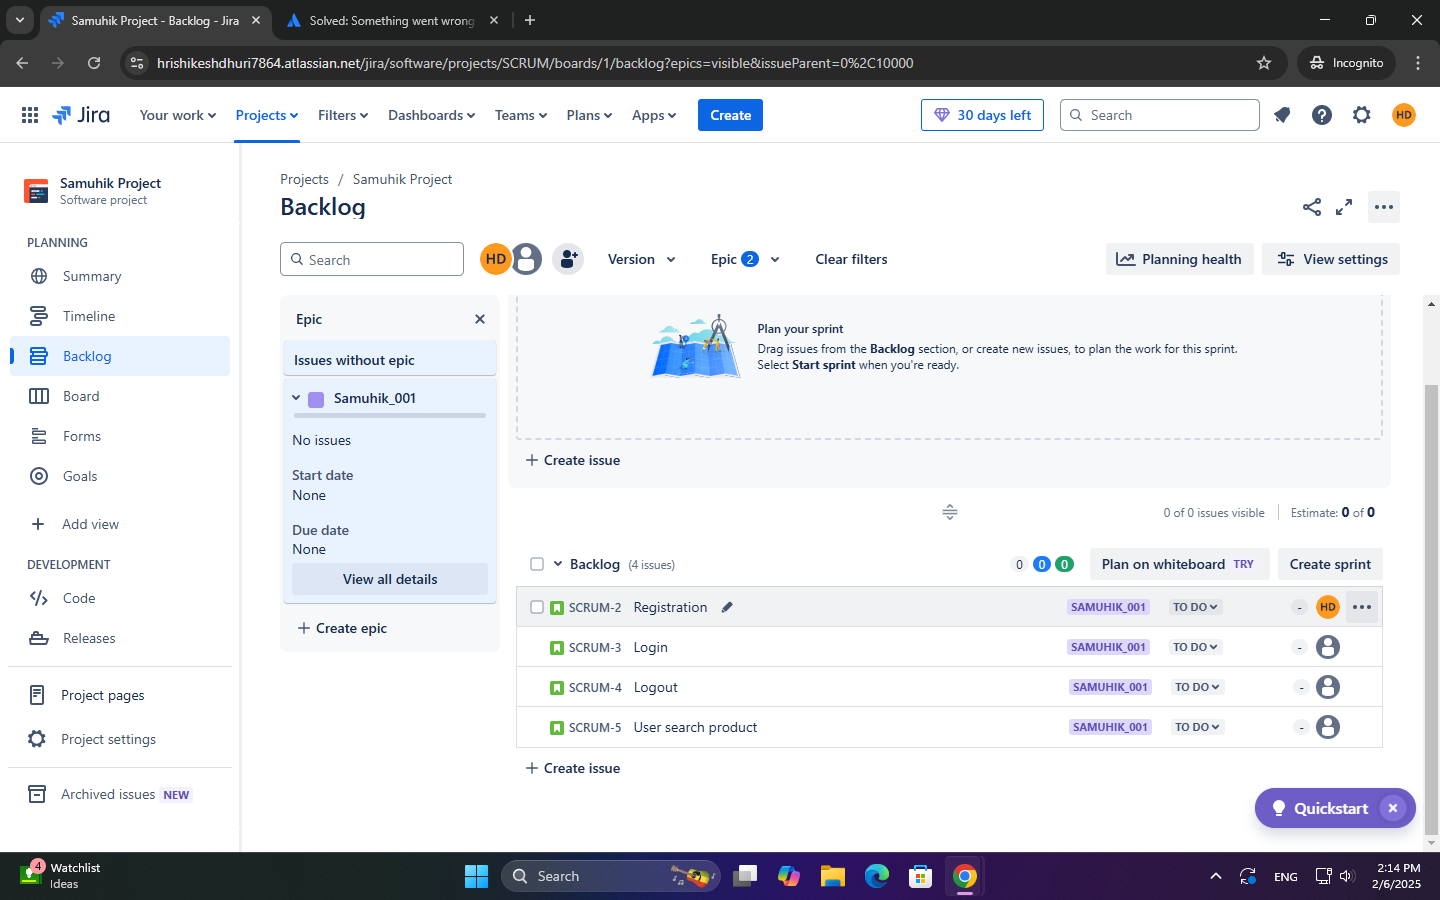 Samuhik Project - Backlog - Jira
Solved: Something went wrong
hrishikeshdhuri7864.atlassian.net/jira/software/projects/SCRUM/boards/1/backlog?epics=visible&issueParent=0%2C10000
Incognito
Jira
Your work
Projects
Filters
Dashboards
Teams
Plans
Apps
Create
30 days left
Search
HD
Samuhik Project
Software project
PLANNING
Summary
Timeline
Backlog
Board
Forms
Goals
Add view
DEVELOPMENT
Code
Releases
Project pages
Project settings
Archived issues NEW
Projects / Samuhik Project
Backlog
Search
HD
Version
Epic 2
Clear filters
Planning health
View settings
Epic
Issues without epic
Samuhik_001
No issues
Start date
None
Due date
None
View all details
Create epic
Plan your sprint
Drag issues from the Backlog section, or create new issues, to plan the work for this sprint.
Select Start sprint when you're ready.
Create issue
0 of 0 issues visible
Estimate: 0 of 0
Backlog (4 issues)
0 0 0
Plan on whiteboard TRY
Create sprint
SCRUM-2 Registration SAMUHIK_001 TO DO - HD
SCRUM-3 Login SAMUHIK_001 TO DO -
SCRUM-4 Logout SAMUHIK_001 TO DO -
SCRUM-5 User search product SAMUHIK_001 TO DO -
Create issue
Quickstart
4
Watchlist
Ideas
Search
ENG
2:14 PM
2/6/2025